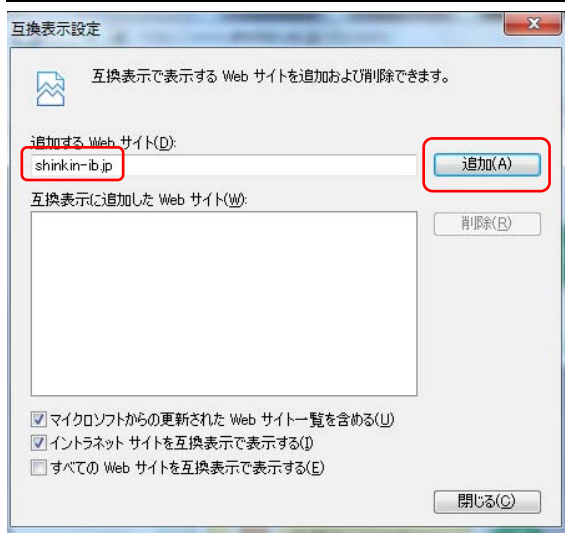 互換表示設定
互換表示で表示する Web サイトを追加および削除できます。
追加する Web サイト(D):
shinkin-ib.jp
追加(A)
互換表示に追加した Web サイト(W):
削除(R)
マイクロソフトからの更新された Web サイト一覧を含める(U)
イントラネット サイトを互換表示で表示する(I)
すべての Web サイトを互換表示で表示する(E)
閉じる(C)